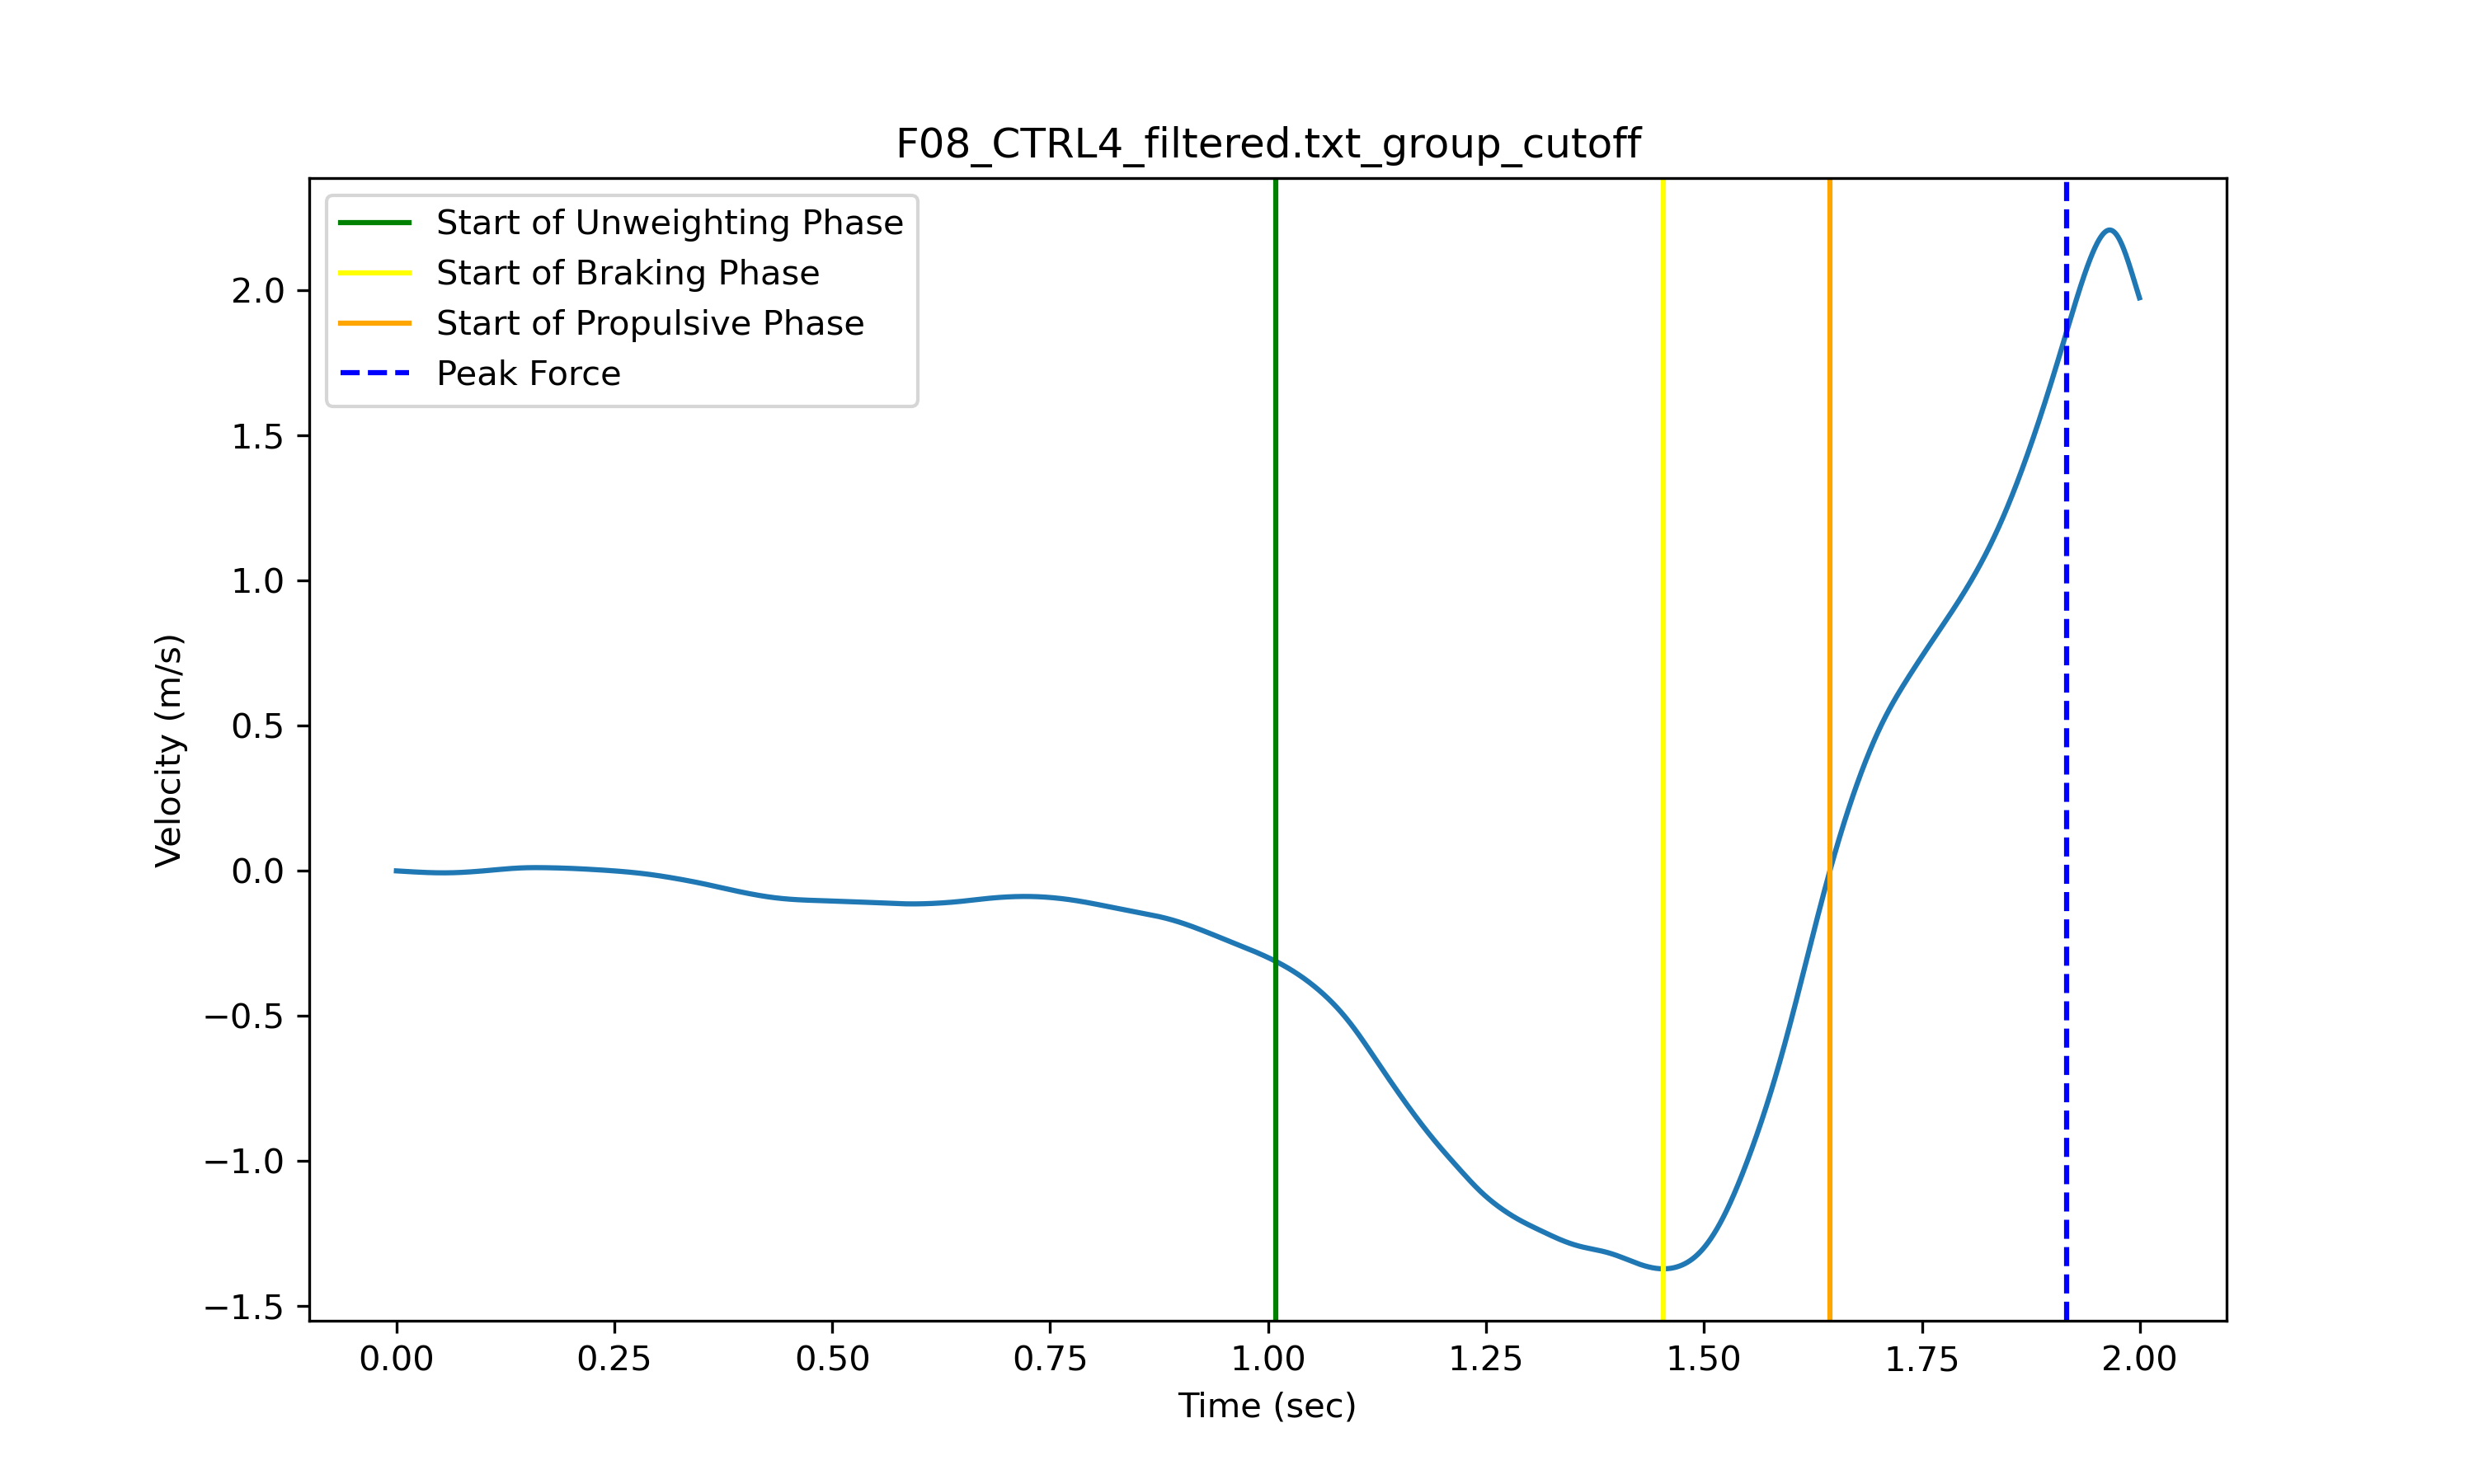 F08_CTRL4_filtered.txt_group_cutoff
Start of Unweighting Phase
Start of Braking Phase
Start of Propulsive Phase
Peak Force
2.0
1.5
1.0
0.5
0.0
−0.5
−1.0
−1.5
Velocity (m/s)
0.00 0.25 0.50 0.75 1.00 1.25 1.50 1.75 2.00
Time (sec)